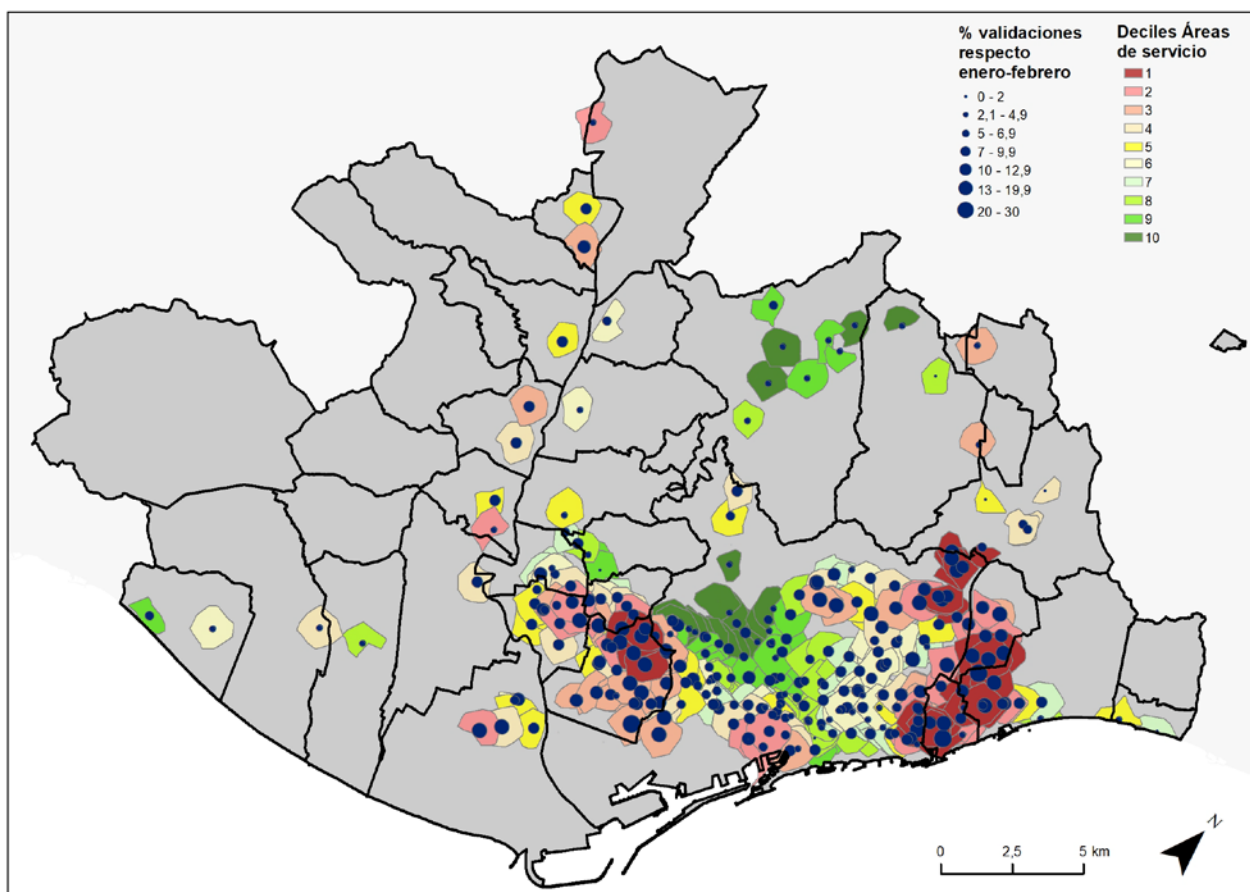 % validaciones
respecto
enero-febrero
0 - 2
2,1 - 4,9
5 - 6,9
7 - 9,9
10 - 12,9
13 - 19,9
20 - 30
Deciles Áreas
de servicio
1
2
3
4
5
6
7
8
9
10
N
0 2,5 5 km